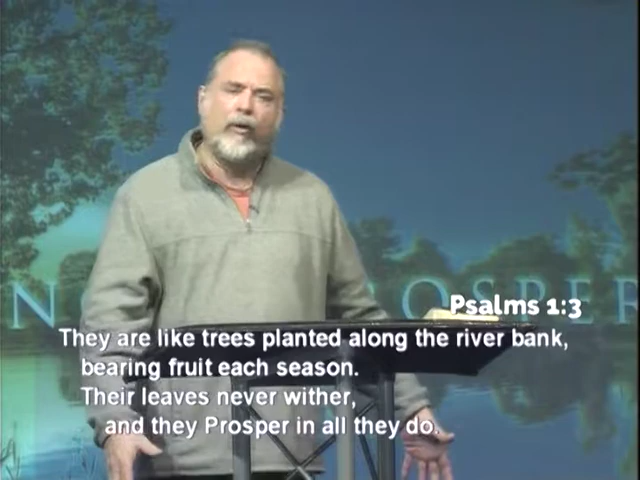 N PROSPER
Psalms 1:3
They are like trees planted along the river bank,
bearing fruit each season.
Their leaves never wither,
and they Prosper in all they do.